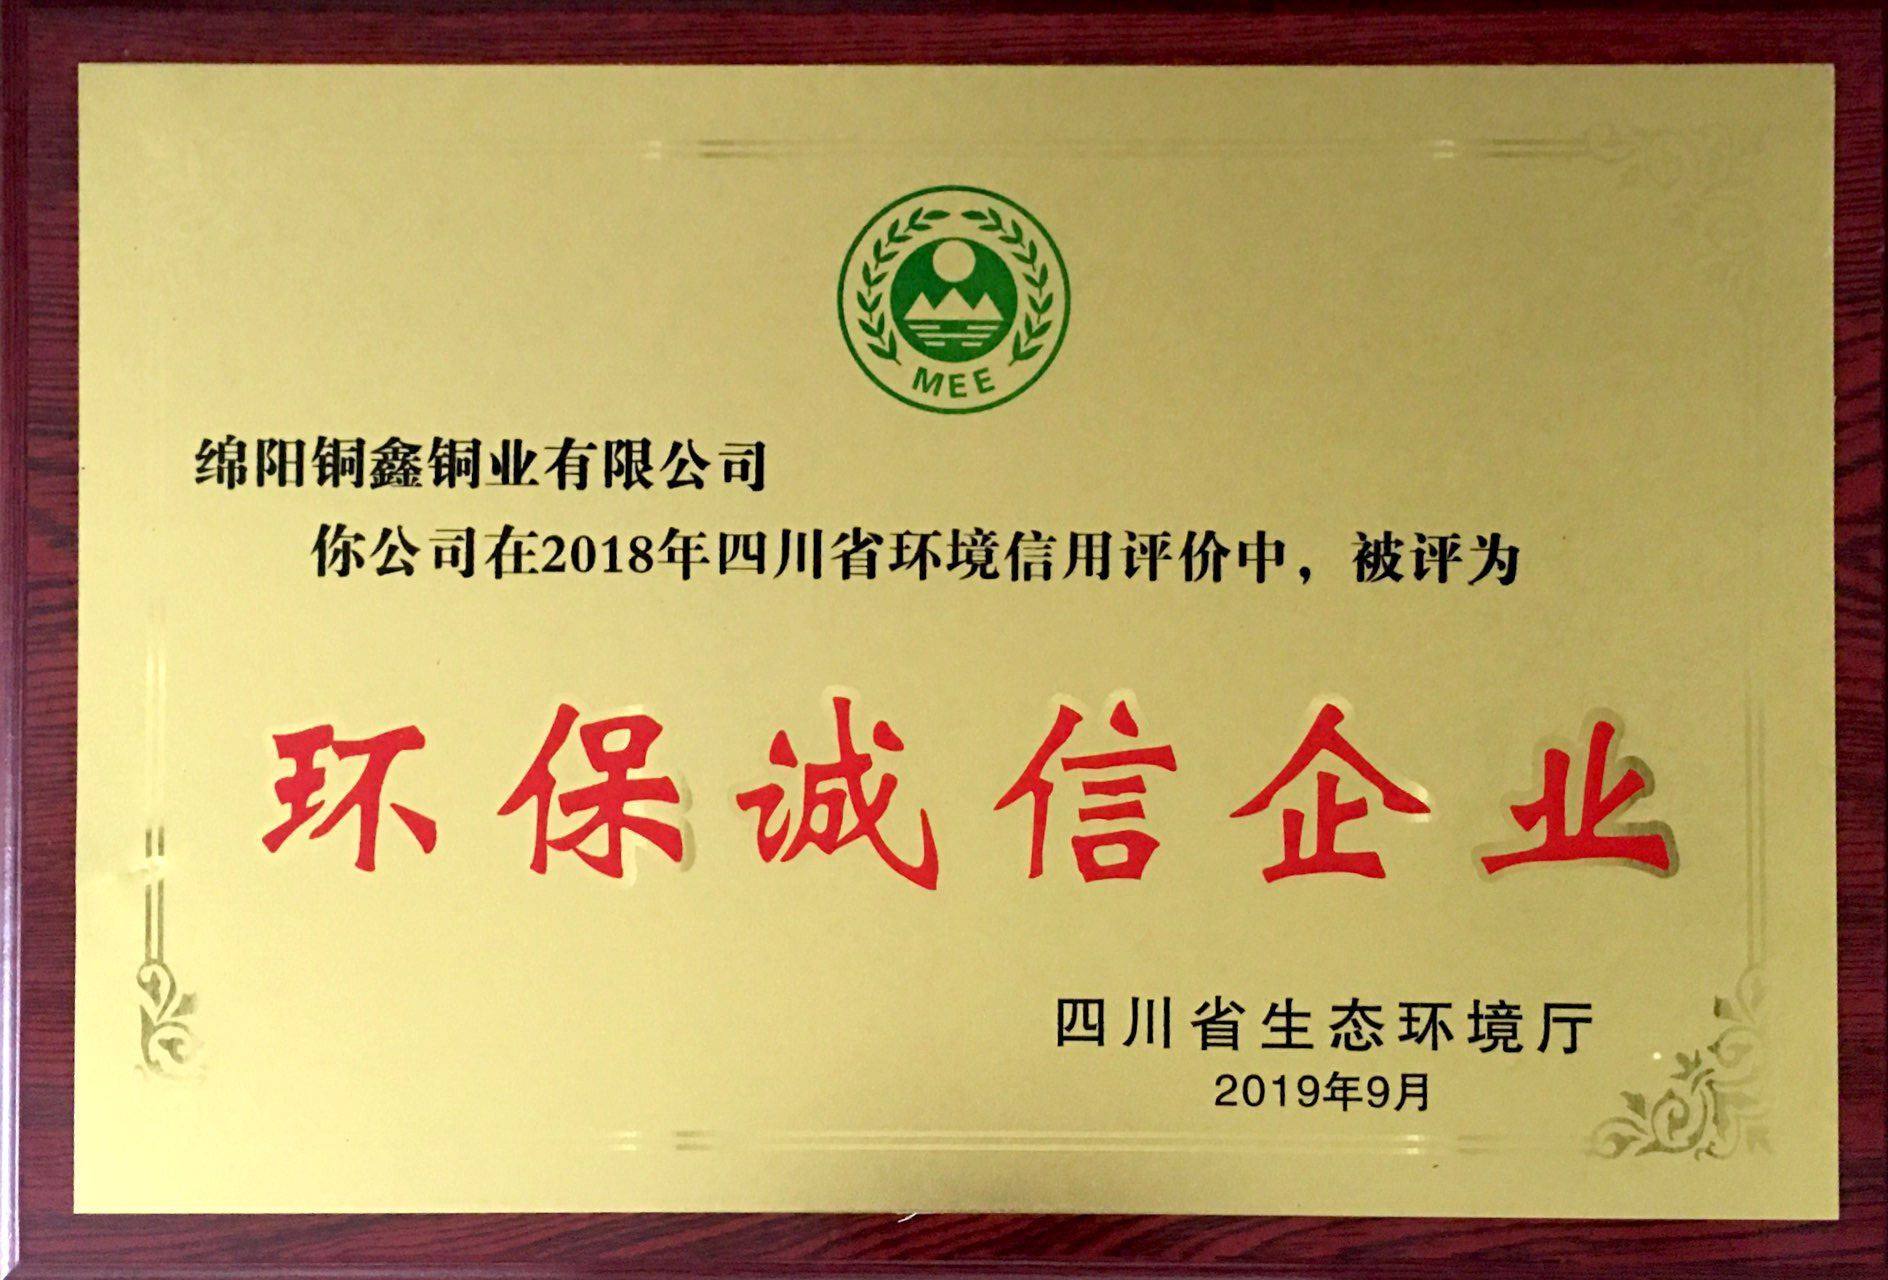 MEE
绵阳铜鑫铜业有限公司
你公司在2018年四川省环境信用评价中，被评为
环保诚信企业
四川省生态环境厅
2019年9月